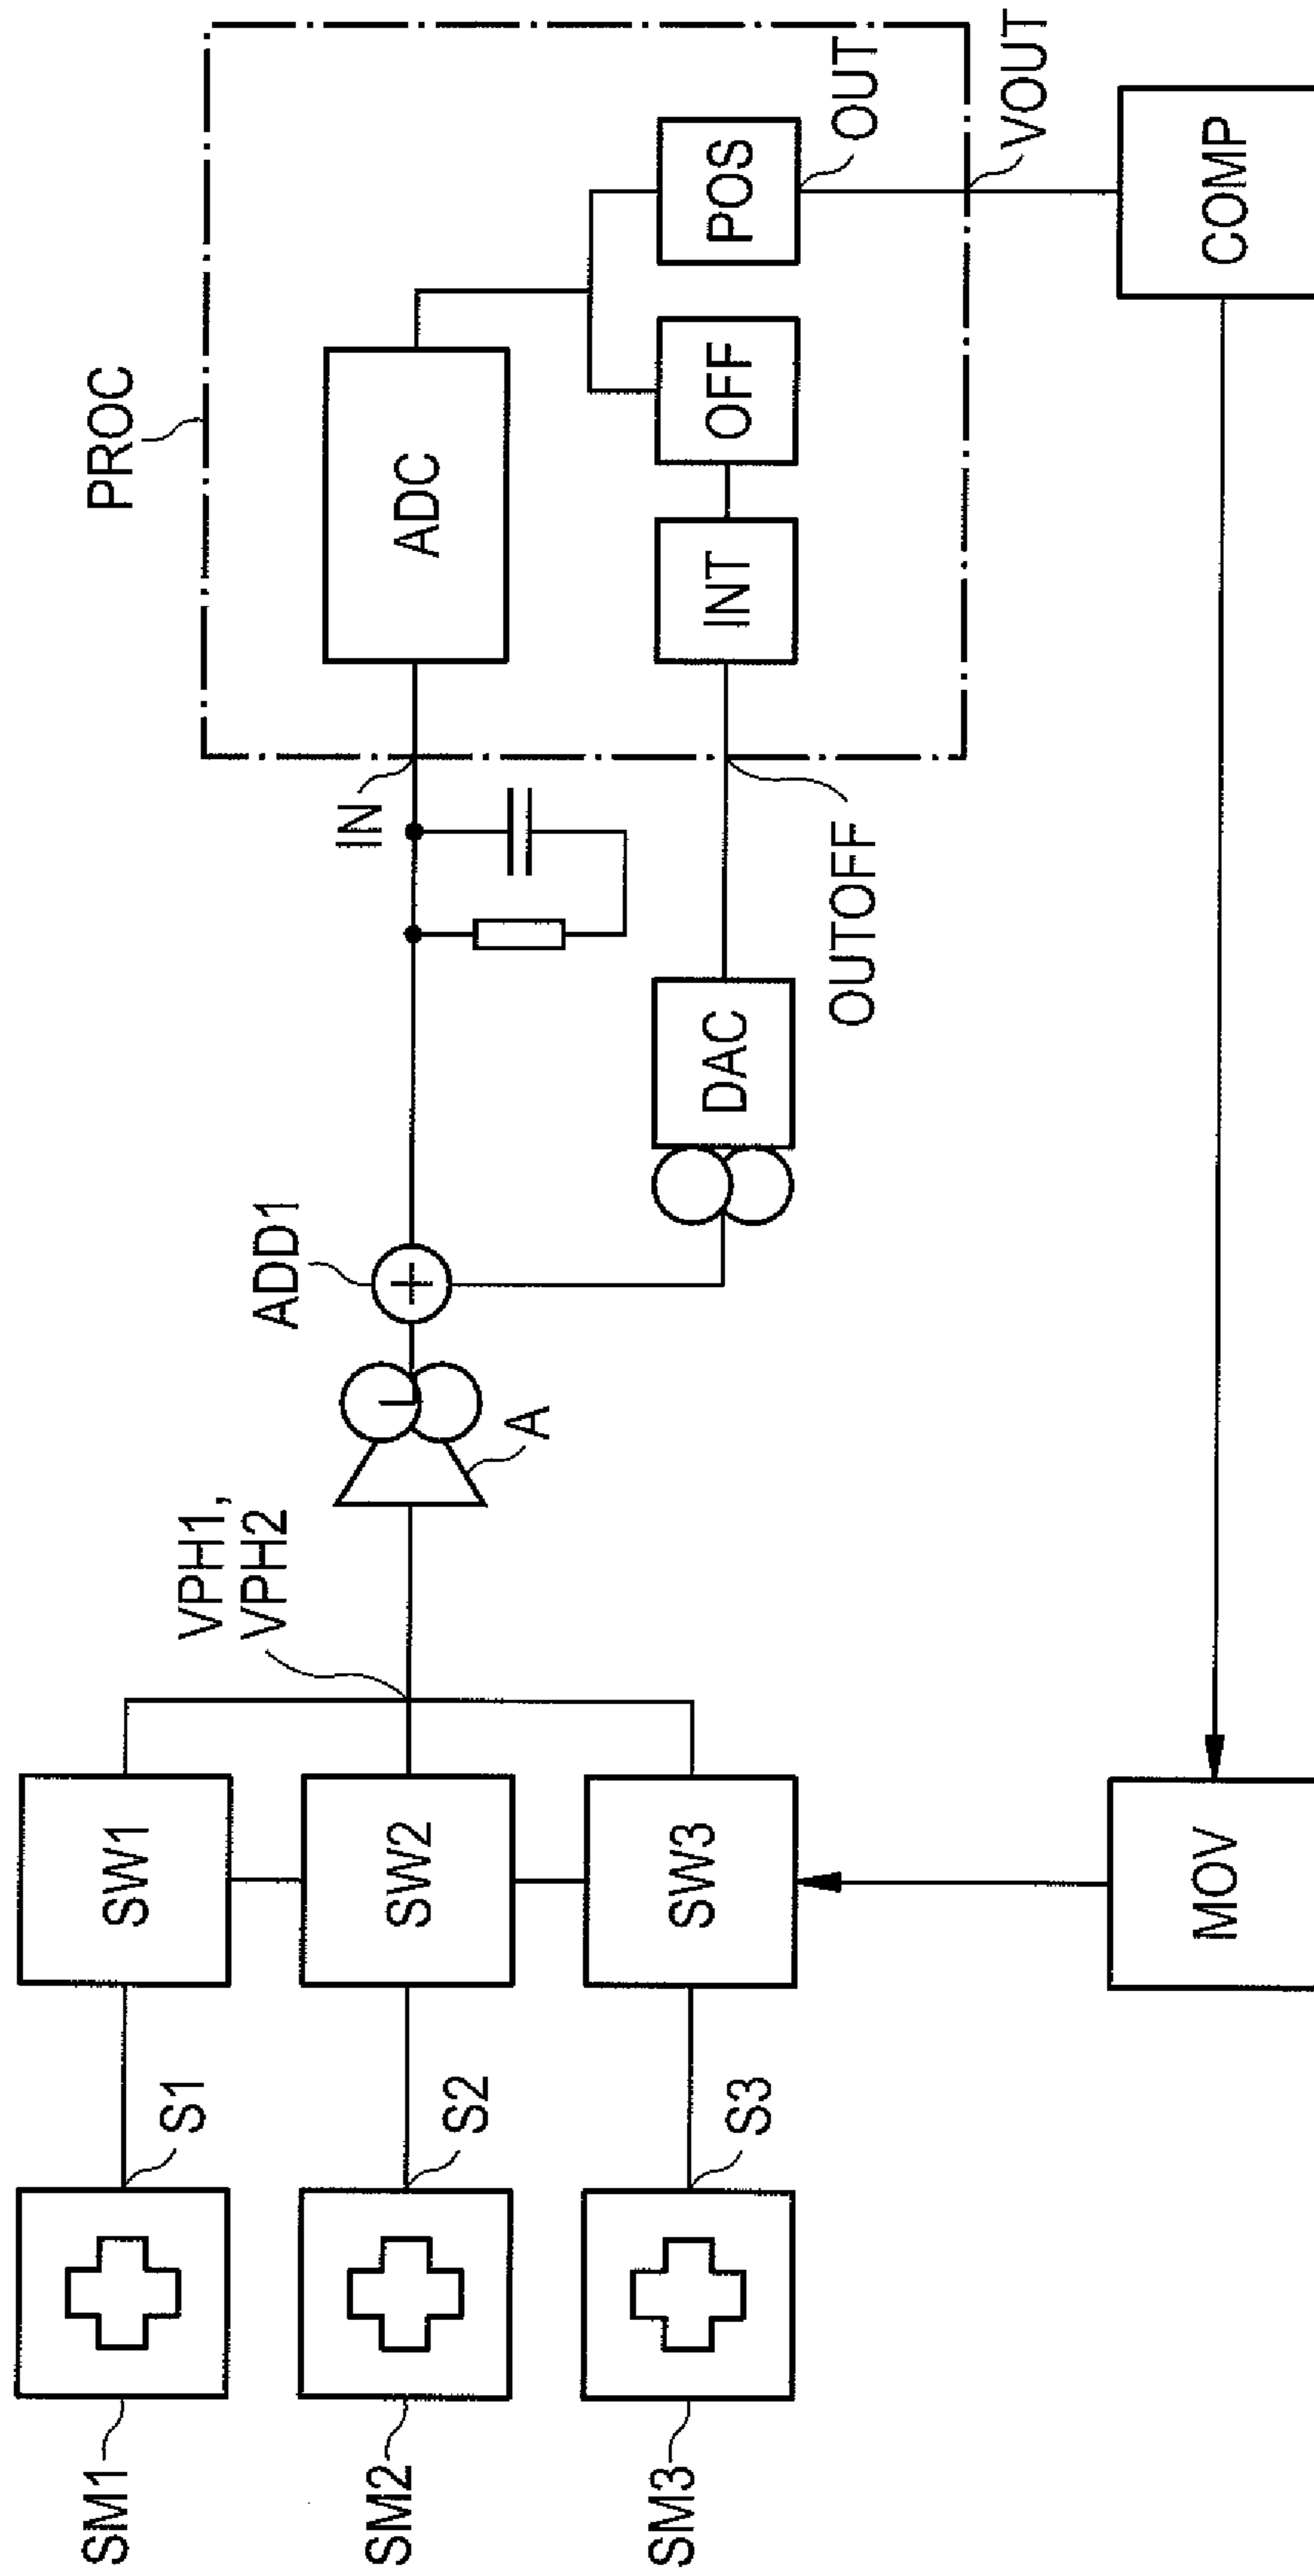 PROC
ADC
POS
OFF
INT
OUT
VOUT
COMP
IN
OUTOFF
DAC
ADD1
A
VPH1,
VPH2
SW1
SW2
SW3
MOV
S1
S2
S3
SM1
SM2
SM3